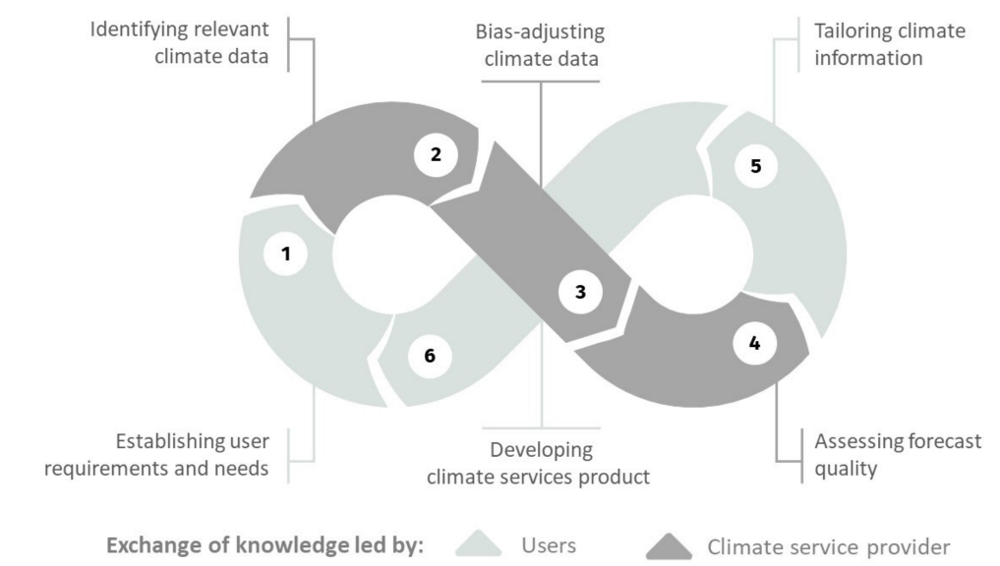 Identifying relevant
climate data
Bias-adjusting
climate data
Tailoring climate
information
2
5
1
3
4
6
Establishing user
requirements and needs
Developing
climate services product
Assessing forecast
quality
Exchange of knowledge led by:
Users
Climate service provider